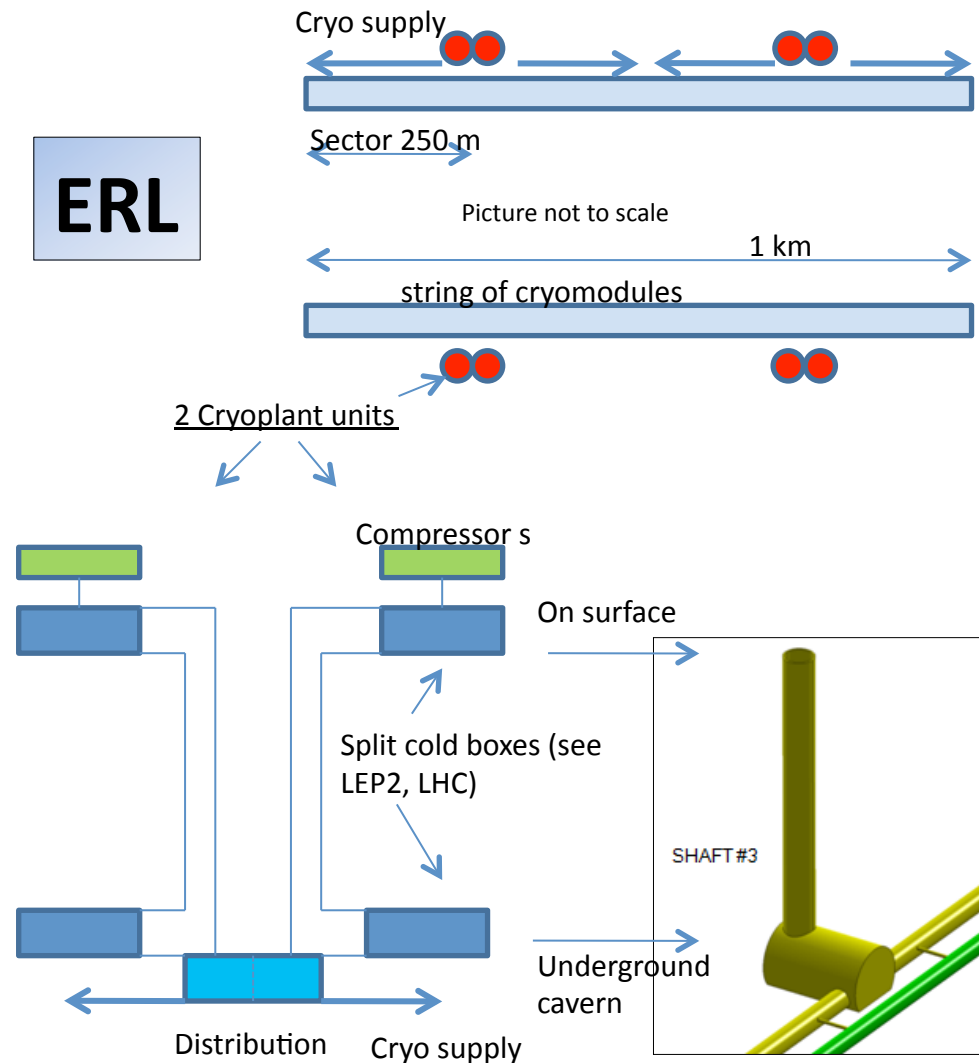 Cryo supply
Sector 250 m
ERL
Picture not to scale
1 km
string of cryomodules
2 Cryoplant units
Compressor s
On surface
Split cold boxes (see
LEP2, LHC)
SHAFT #3
Underground
cavern
Distribution
Cryo supply